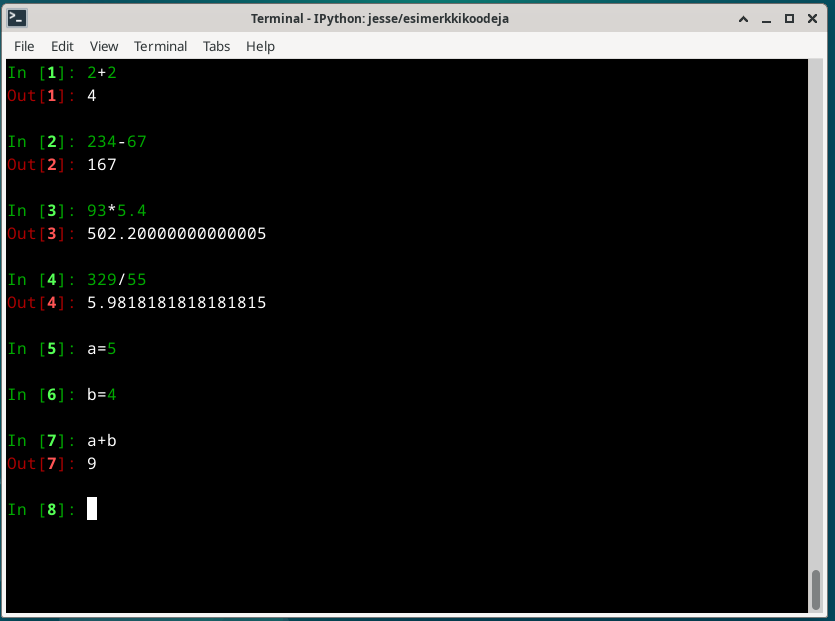 Terminal - IPython: jesse/esimerkkikoodeja
File Edit View Terminal Tabs Help
In [1]: 2+2
Out[1]: 4
In [2]: 234-67
Out[2]: 167
In [3]: 93*5.4
Out[3]: 502.20000000000005
In [4]: 329/55
Out[4]: 5.9818181818181815
In [5]: a=5
In [6]: b=4
In [7]: a+b
Out[7]: 9
In [8]: